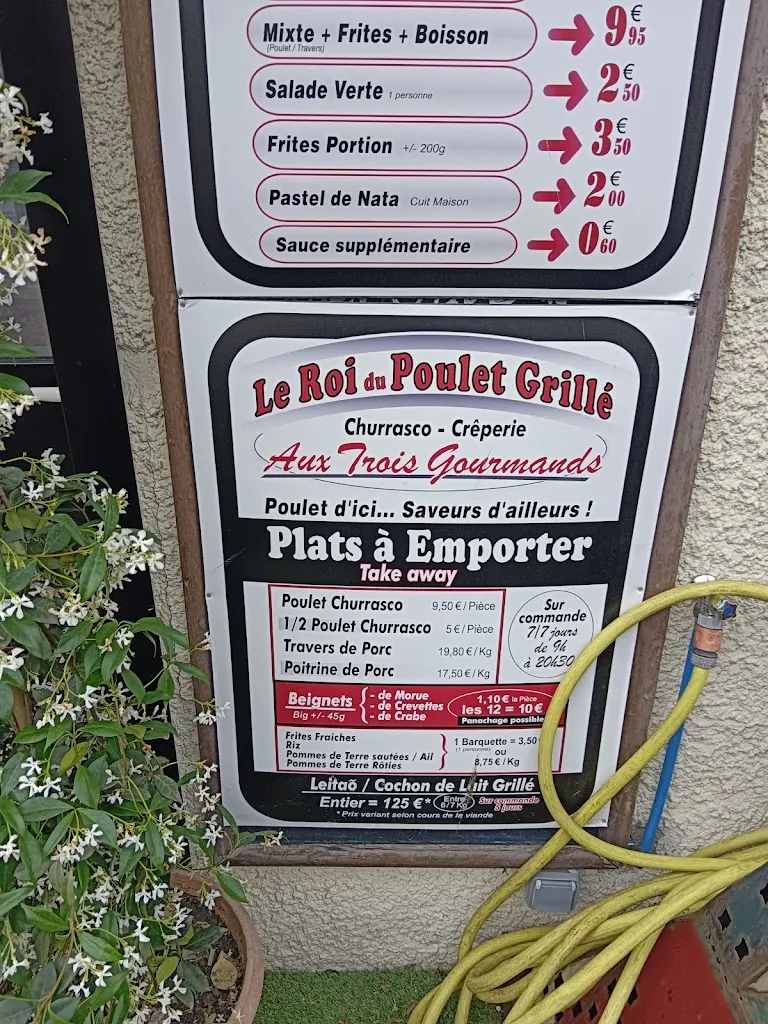 Mixte + Frites + Boisson 9€95
(Poulet / Travers)
Salade Verte 1 personne 2€50
Frites Portion +/- 200g 3€50
Pastel de Nata Cuit Maison 2€00
Sauce supplémentaire 0€60
Le Roi du Poulet Grillé
Churrasco - Crêperie
Aux Trois Gourmands
Poulet d'ici... Saveurs d'ailleurs !
Plats à Emporter
Take away
Poulet Churrasco 9,50 € / Pièce
1/2 Poulet Churrasco 5 € / Pièce
Travers de Porc 19,80 € / Kg
Poitrine de Porc 17,50 € / Kg
Sur
commande
7/7 jours
de 9h
à 20h30
Beignets
Big +/- 45g
- de Morue
- de Crevettes
- de Crabe
1,10 € la Pièce
les 12 = 10 €
Panachage possible
Frites Fraiches
Riz
Pommes de Terre sautées / Ail
Pommes de Terre Rôties
1 Barquette = 3,50
(1 personne) ou
8,75 € / Kg
Leitaõ / Cochon de Lait Grillé
Entier = 125 €* Entre 6/7 Kg Sur commande 5 jours
* Prix variant selon cours de la viande